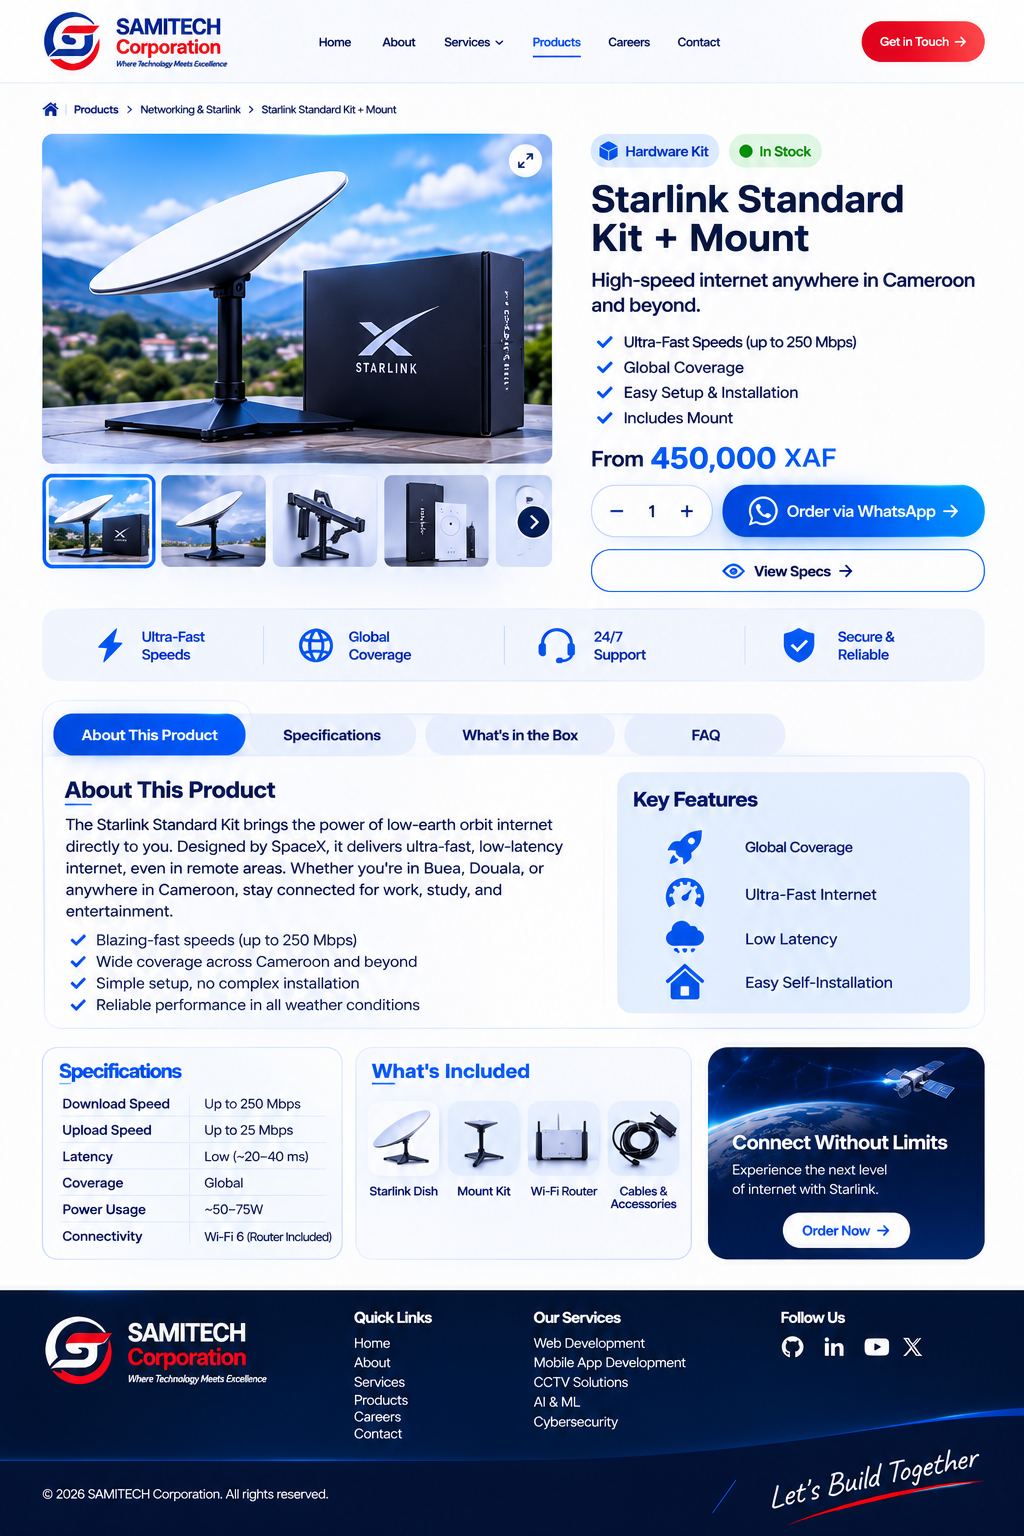 SAMITECH
Corporation
Where Technology Meets Excellence
Home
About
Services
Products
Careers
Contact
Get in Touch →
Products > Networking & Starlink > Starlink Standard Kit + Mount
STARLINK
Hardware Kit
In Stock
Starlink Standard
Kit + Mount
High-speed internet anywhere in Cameroon
and beyond.
Ultra-Fast Speeds (up to 250 Mbps)
Global Coverage
Easy Setup & Installation
Includes Mount
From 450,000 XAF
− 1 +
Order via WhatsApp →
View Specs →
Ultra-Fast
Speeds
Global
Coverage
24/7
Support
Secure &
Reliable
About This Product
Specifications
What's in the Box
FAQ
About This Product
The Starlink Standard Kit brings the power of low-earth orbit internet
directly to you. Designed by SpaceX, it delivers ultra-fast, low-latency
internet, even in remote areas. Whether you're in Buea, Douala, or
anywhere in Cameroon, stay connected for work, study, and
entertainment.
Blazing-fast speeds (up to 250 Mbps)
Wide coverage across Cameroon and beyond
Simple setup, no complex installation
Reliable performance in all weather conditions
Key Features
Global Coverage
Ultra-Fast Internet
Low Latency
Easy Self-Installation
Specifications
Download Speed Up to 250 Mbps
Upload Speed Up to 25 Mbps
Latency Low (~20–40 ms)
Coverage Global
Power Usage ~50–75W
Connectivity Wi-Fi 6 (Router Included)
What's Included
Starlink Dish
Mount Kit
Wi-Fi Router
Cables &
Accessories
Connect Without Limits
Experience the next level
of internet with Starlink.
Order Now →
SAMITECH
Corporation
Where Technology Meets Excellence
Quick Links
Home
About
Services
Products
Careers
Contact
Our Services
Web Development
Mobile App Development
CCTV Solutions
AI & ML
Cybersecurity
Follow Us
© 2026 SAMITECH Corporation. All rights reserved.
Let's Build Together